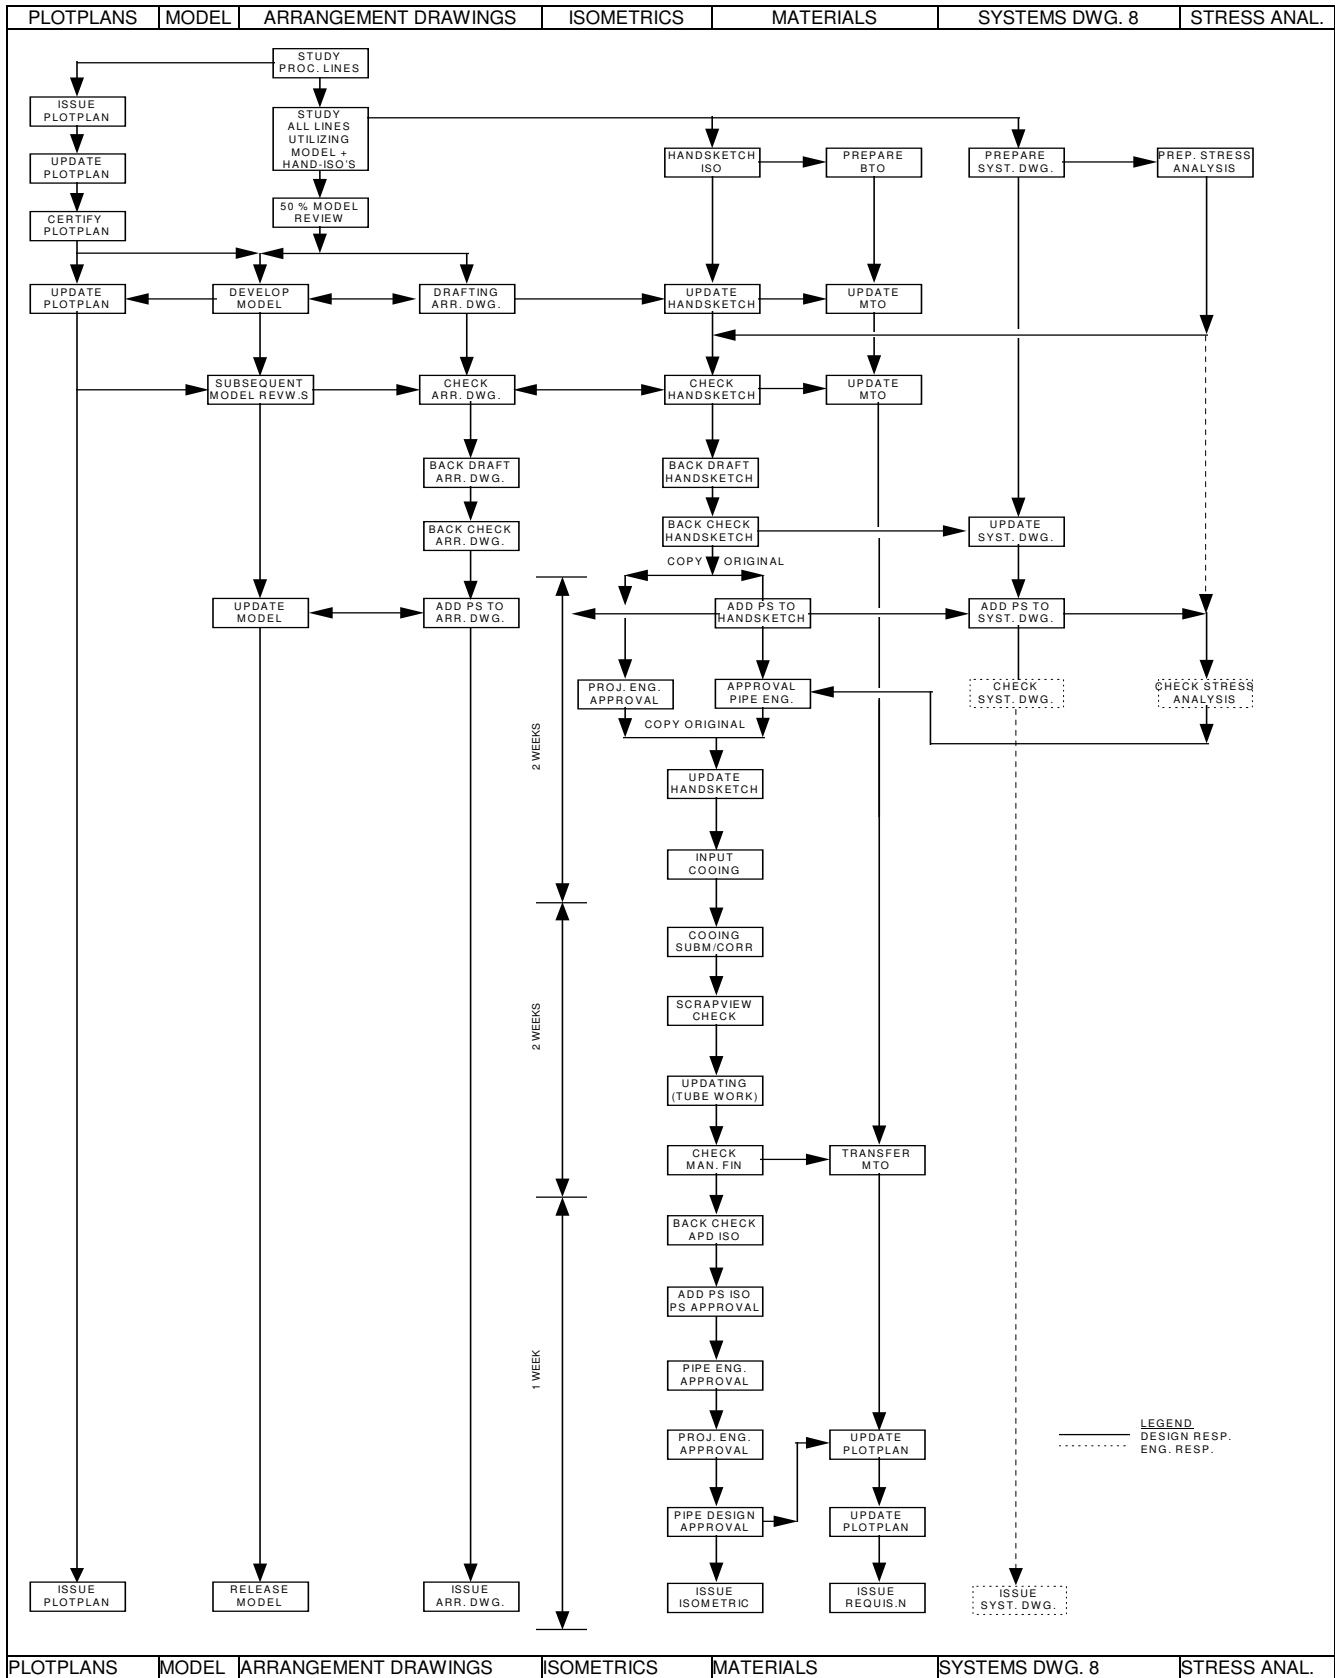 PLOTPLANS MODEL ARRANGEMENT DRAWINGS ISOMETRICS MATERIALS SYSTEMS DWG. 8 STRESS ANAL.
STUDY
PROC. LINES
ISSUE
PLOTPLAN
STUDY
ALL LINES
UTILIZING
MODEL +
HAND-ISO'S
HANDSKETCH
ISO
PREPARE
BTO
PREPARE
SYST. DWG.
PREP. STRESS
ANALYSIS
UPDATE
PLOTPLAN
50 % MODEL
REVIEW
CERTIFY
PLOTPLAN
UPDATE
PLOTPLAN
DEVELOP
MODEL
DRAFTING
ARR. DWG.
UPDATE
HANDSKETCH
UPDATE
MTO
SUBSEQUENT
MODEL REVW.S
CHECK
ARR. DWG.
CHECK
HANDSKETCH
UPDATE
MTO
BACK DRAFT
ARR. DWG.
BACK DRAFT
HANDSKETCH
BACK CHECK
ARR. DWG.
BACK CHECK
HANDSKETCH
UPDATE
SYST. DWG.
COPY ORIGINAL
UPDATE
MODEL
ADD PS TO
ARR. DWG.
ADD PS TO
HANDSKETCH
ADD PS TO
SYST. DWG.
PROJ. ENG.
APPROVAL
APPROVAL
PIPE ENG.
CHECK
SYST. DWG.
CHECK STRESS
ANALYSIS
COPY ORIGINAL
2 WEEKS
UPDATE
HANDSKETCH
INPUT
COOING
COOING
SUBM/CORR
2 WEEKS
SCRAPVIEW
CHECK
UPDATING
(TUBE WORK)
CHECK
MAN. FIN
TRANSFER
MTO
BACK CHECK
APD ISO
ADD PS ISO
PS APPROVAL
1 WEEK
PIPE ENG.
APPROVAL
PROJ. ENG.
APPROVAL
UPDATE
PLOTPLAN
LEGEND
DESIGN RESP.
ENG. RESP.
PIPE DESIGN
APPROVAL
UPDATE
PLOTPLAN
ISSUE
PLOTPLAN
RELEASE
MODEL
ISSUE
ARR. DWG.
ISSUE
ISOMETRIC
ISSUE
REQUIS.N
ISSUE
SYST. DWG.
PLOTPLANS MODEL ARRANGEMENT DRAWINGS ISOMETRICS MATERIALS SYSTEMS DWG. 8 STRESS ANAL.